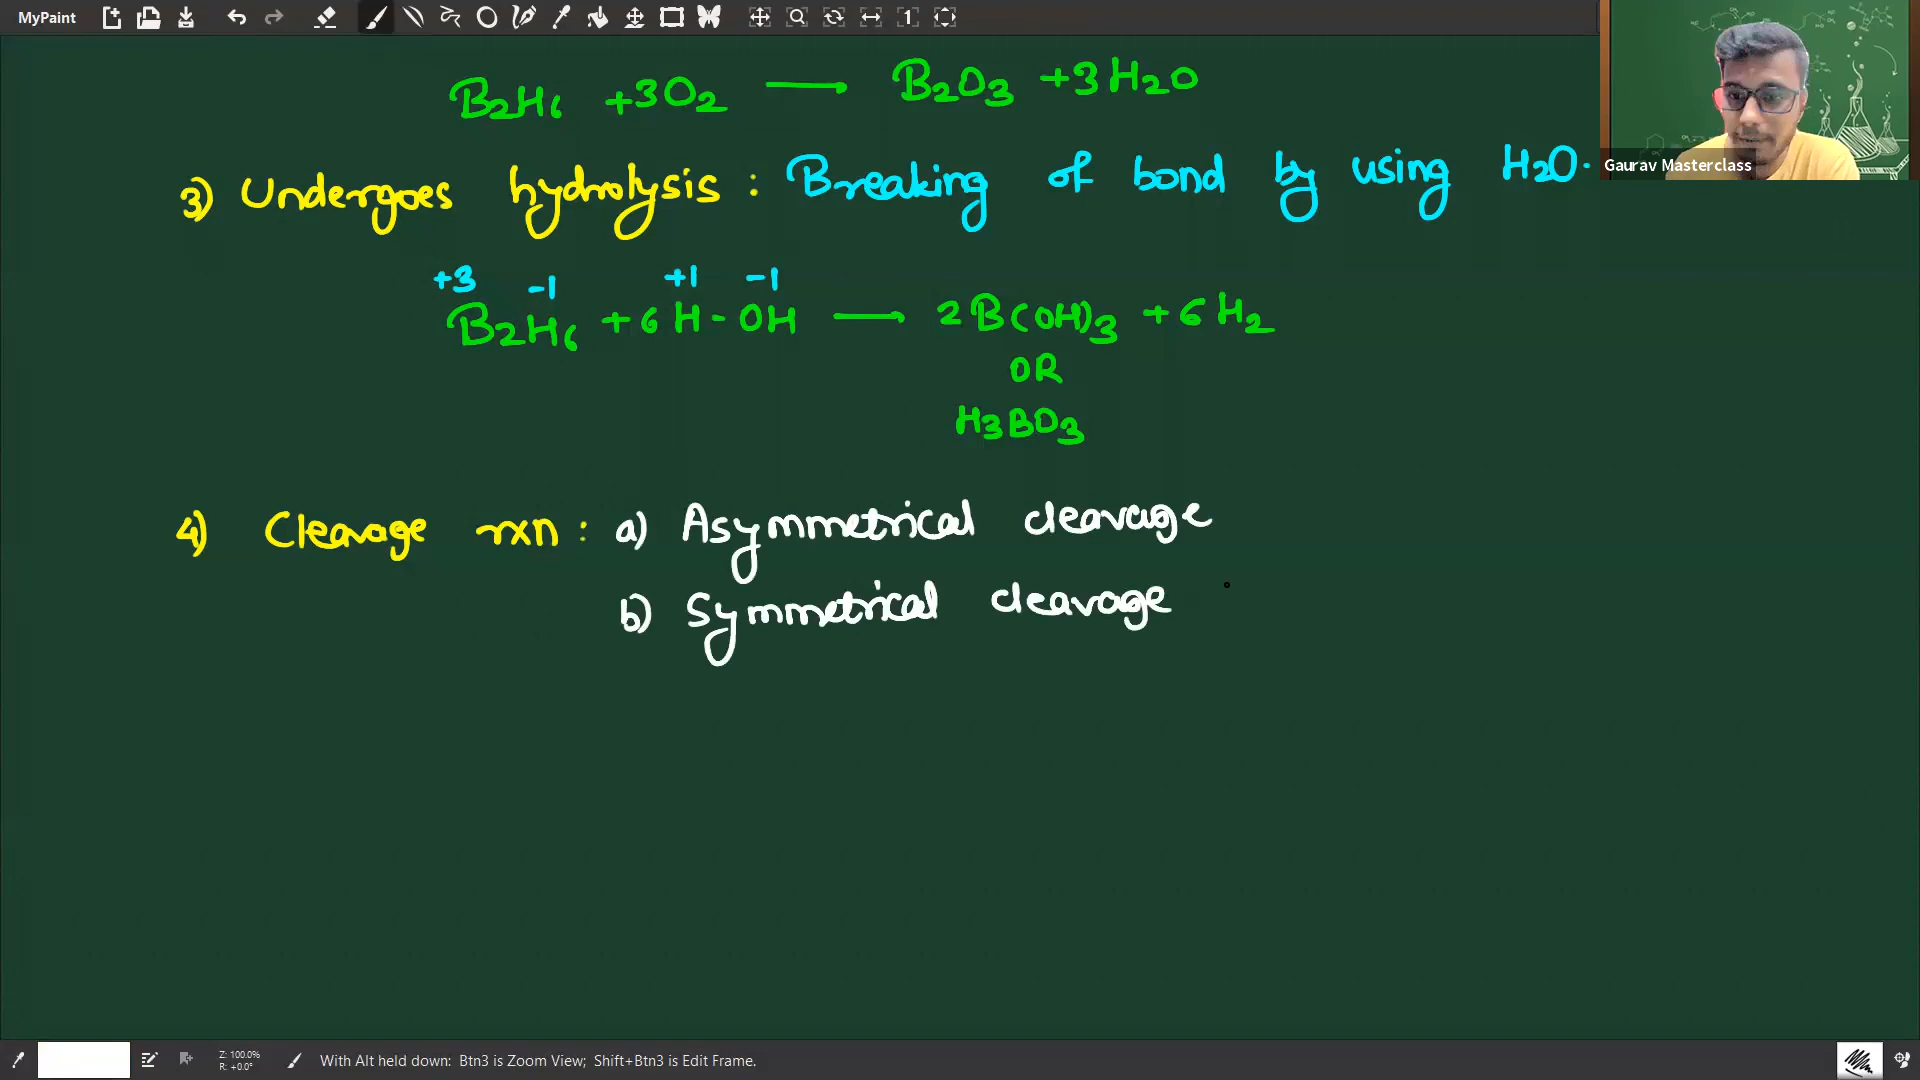 MyPaint
B2H6 +3O2 ⟶ B2O3 +3H2O
3) Undergoes hydrolysis : Breaking of bond by using H2O.
Gaurav Masterclass
+3 -1 +1 -1
B2H6 +6H-OH ⟶ 2B(OH)3 +6H2
OR
H3BO3
4) Cleavage rxn : a) Asymmetrical cleavage
b) Symmetrical cleavage
Z: 100.0%
R: +0.0°
With Alt held down: Btn3 is Zoom View; Shift+Btn3 is Edit Frame.